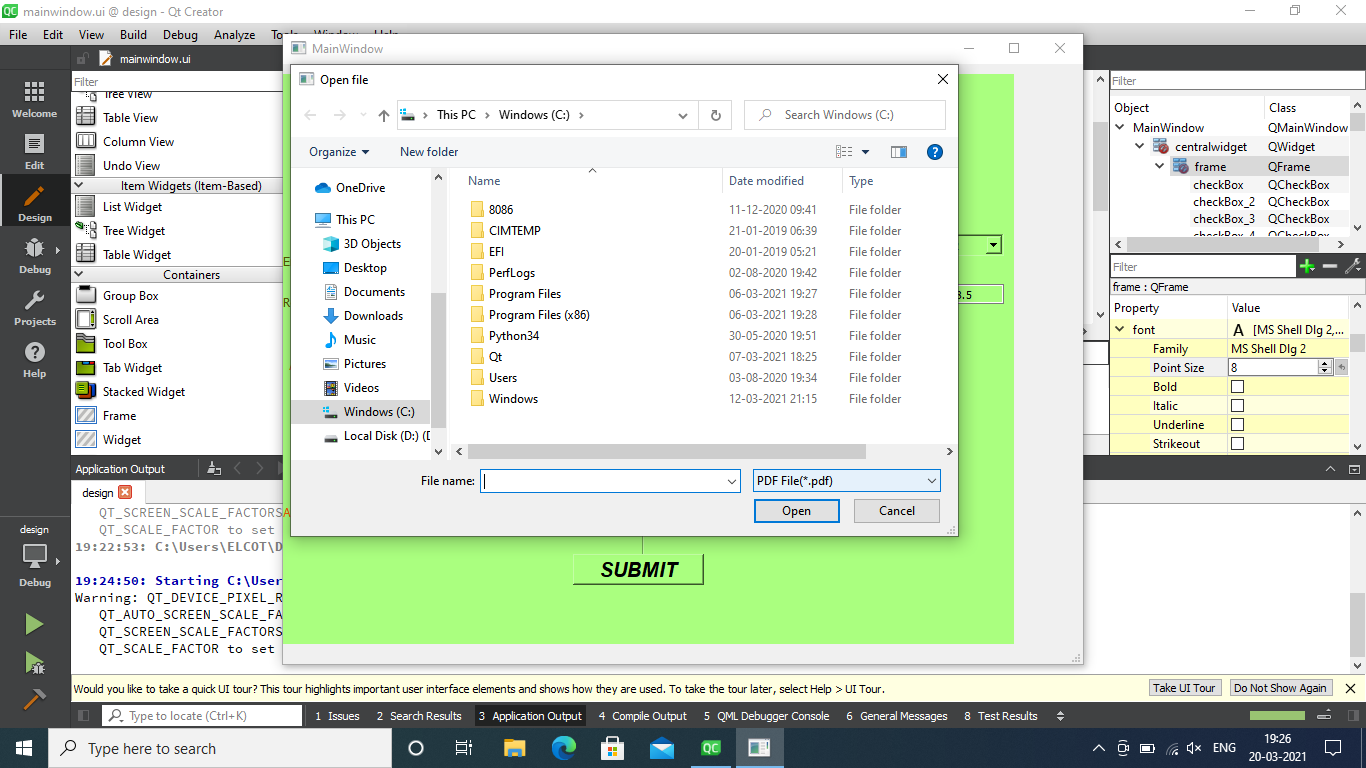 mainwindow.ui @ design - Qt Creator
File Edit View Build Debug Analyze
MainWindow
mainwindow.ui
Filter
Tree View
Table View
Column View
Undo View
Item Widgets (Item-Based)
List Widget
Tree Widget
Table Widget
Containers
Group Box
Scroll Area
Tool Box
Tab Widget
Stacked Widget
Frame
Widget
Welcome
Edit
Design
Debug
Projects
Help
design
Debug
Open file
This PC > Windows (C:) >
Search Windows (C:)
Organize New folder
OneDrive
This PC
3D Objects
Desktop
Documents
Downloads
Music
Pictures
Videos
Windows (C:)
Local Disk (D:)
Name Date modified Type
8086 11-12-2020 09:41 File folder
CIMTEMP 21-01-2019 06:39 File folder
EFI 20-01-2019 05:21 File folder
PerfLogs 02-08-2020 19:42 File folder
Program Files 06-03-2021 19:27 File folder
Program Files (x86) 06-03-2021 19:28 File folder
Python34 30-05-2020 19:51 File folder
Qt 07-03-2021 18:25 File folder
Users 03-08-2020 19:34 File folder
Windows 12-03-2021 21:15 File folder
File name: PDF File(*.pdf)
Open Cancel
SUBMIT
Filter
Object Class
MainWindow QMainWindow
centralwidget QWidget
frame QFrame
checkBox QCheckBox
checkBox_2 QCheckBox
checkBox_3 QCheckBox
checkBox_4 QCheckBox
Filter
frame : QFrame
Property Value
font A [MS Shell Dlg 2,...
Family MS Shell Dlg 2
Point Size 8
Bold
Italic
Underline
Strikeout
Application Output
design
QT_SCREEN_SCALE_FACTORS
QT_SCALE_FACTOR to set
19:22:53: C:\Users\ELCOT\D
19:24:50: Starting C:\User
Warning: QT_DEVICE_PIXEL_R
QT_AUTO_SCREEN_SCALE_FA
QT_SCREEN_SCALE_FACTORS
QT_SCALE_FACTOR to set
Would you like to take a quick UI tour? This tour highlights important user interface elements and shows how they are used. To take the tour later, select Help > UI Tour.
Take UI Tour Do Not Show Again
Type to locate (Ctrl+K) 1 Issues 2 Search Results 3 Application Output 4 Compile Output 5 QML Debugger Console 6 General Messages 8 Test Results
Type here to search
ENG
19:26
20-03-2021